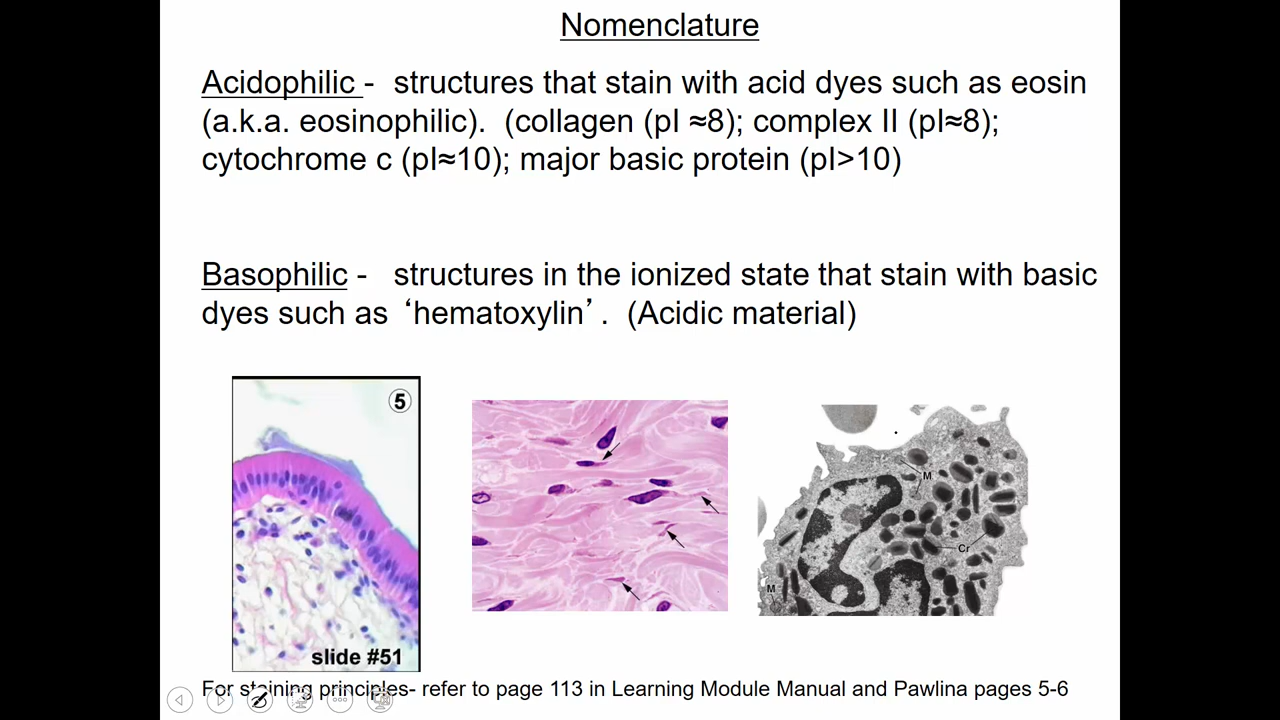 Nomenclature
Acidophilic - structures that stain with acid dyes such as eosin
(a.k.a. eosinophilic). (collagen (pI ≈8); complex II (pI≈8);
cytochrome c (pI≈10); major basic protein (pI>10)
Basophilic - structures in the ionized state that stain with basic
dyes such as ‘hematoxylin’. (Acidic material)
5
M
Cr
M
slide #51
For staining principles- refer to page 113 in Learning Module Manual and Pawlina pages 5-6